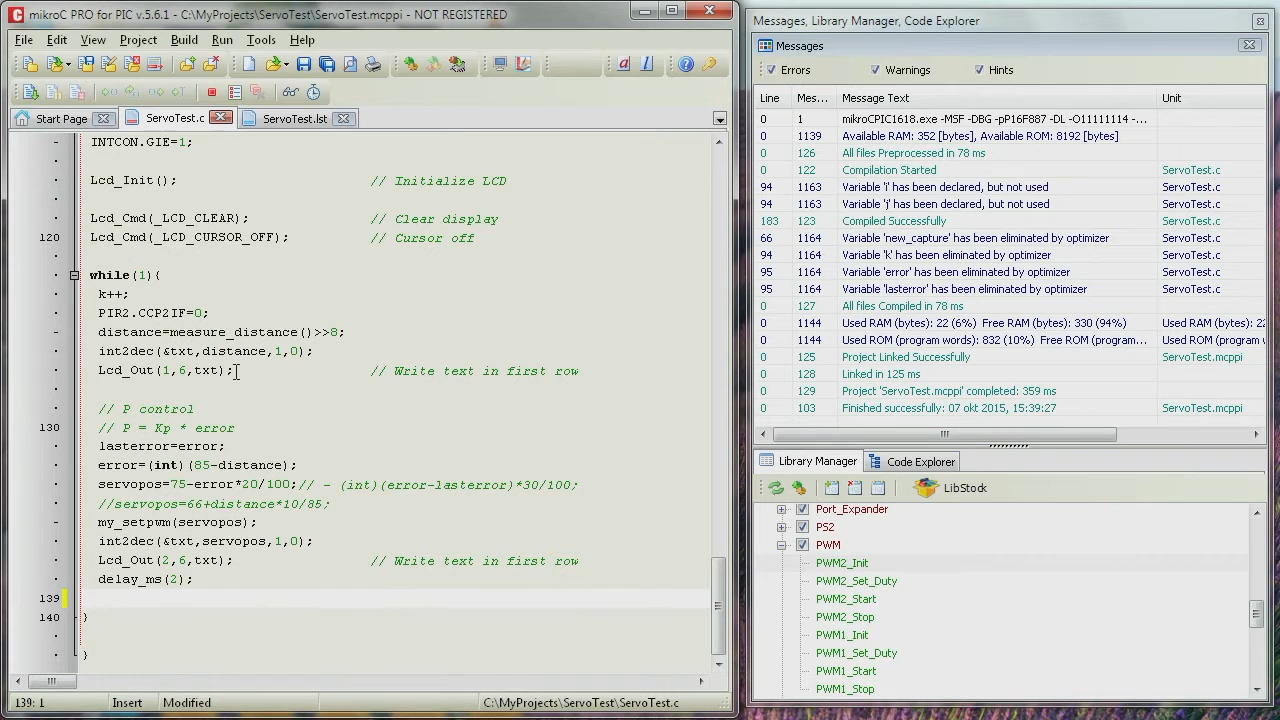 mikroC PRO for PIC v.5.6.1 - C:\MyProjects\ServoTest\ServoTest.mcppi - NOT REGISTERED
File Edit View Project Build Run Tools Help
Start Page ServoTest.c ServoTest.lst
INTCON.GIE=1;
Lcd_Init(); // Initialize LCD
Lcd_Cmd(_LCD_CLEAR); // Clear display
120 Lcd_Cmd(_LCD_CURSOR_OFF); // Cursor off
while(1){
k++;
PIR2.CCP2IF=0;
distance=measure_distance()>>8;
int2dec(&txt,distance,1,0);
Lcd_Out(1,6,txt); // Write text in first row
// P control
130 // P = Kp * error
lasterror=error;
error=(int)(85-distance);
servopos=75-error*20/100;// - (int)(error-lasterror)*30/100;
//servopos=66+distance*10/85;
my_setpwm(servopos);
int2dec(&txt,servopos,1,0);
Lcd_Out(2,6,txt); // Write text in first row
delay_ms(2);
139
140 }
}
139: 1 Insert Modified C:\MyProjects\ServoTest\ServoTest.c
Messages, Library Manager, Code Explorer
Messages
Errors Warnings Hints
Line Mes... Message Text Unit
0 1 mikroCPIC1618.exe -MSF -DBG -pP16F887 -DL -O11111114 -...
0 1139 Available RAM: 352 [bytes], Available ROM: 8192 [bytes]
0 126 All files Preprocessed in 78 ms
0 122 Compilation Started ServoTest.c
94 1163 Variable 'i' has been declared, but not used ServoTest.c
94 1163 Variable 'j' has been declared, but not used ServoTest.c
183 123 Compiled Successfully ServoTest.c
66 1164 Variable 'new_capture' has been eliminated by optimizer ServoTest.c
94 1164 Variable 'k' has been eliminated by optimizer ServoTest.c
95 1164 Variable 'error' has been eliminated by optimizer ServoTest.c
95 1164 Variable 'lasterror' has been eliminated by optimizer ServoTest.c
0 127 All files Compiled in 78 ms
0 1144 Used RAM (bytes): 22 (6%) Free RAM (bytes): 330 (94%) Used RAM (bytes): 22
0 1144 Used ROM (program words): 832 (10%) Free ROM (program... Used ROM (progran
0 125 Project Linked Successfully ServoTest.mcppi
0 128 Linked in 125 ms
0 129 Project 'ServoTest.mcppi' completed: 359 ms
0 103 Finished successfully: 07 okt 2015, 15:39:27 ServoTest.mcppi
Library Manager Code Explorer
LibStock
Port_Expander
PS2
PWM
PWM2_Init
PWM2_Set_Duty
PWM2_Start
PWM2_Stop
PWM1_Init
PWM1_Set_Duty
PWM1_Start
PWM1_Stop